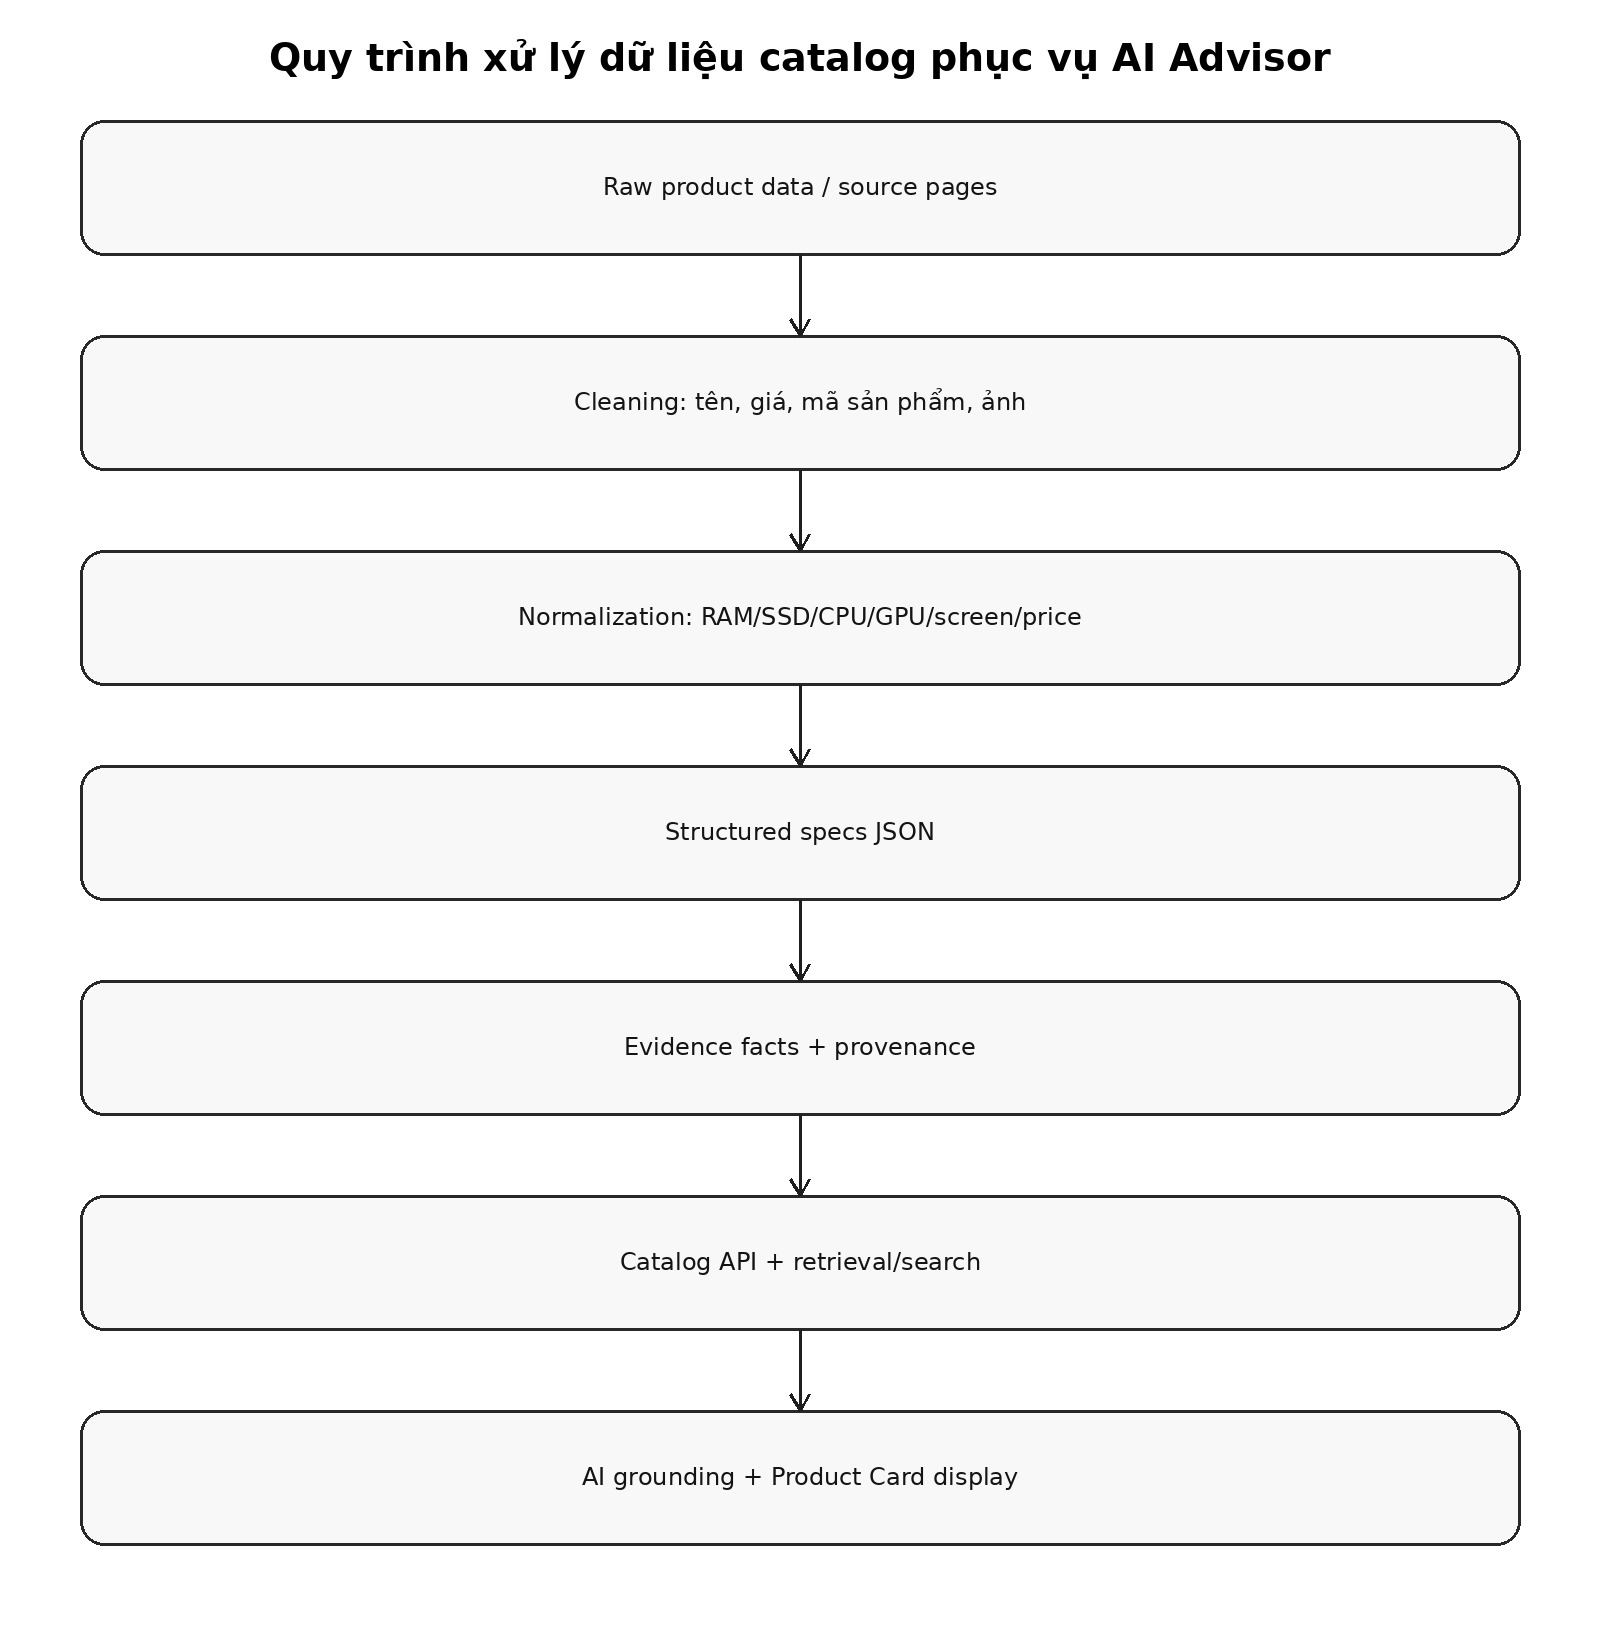 Quy trình xử lý dữ liệu catalog phục vụ AI Advisor
Raw product data / source pages
Cleaning: tên, giá, mã sản phẩm, ảnh
Normalization: RAM/SSD/CPU/GPU/screen/price
Structured specs JSON
Evidence facts + provenance
Catalog API + retrieval/search
AI grounding + Product Card display